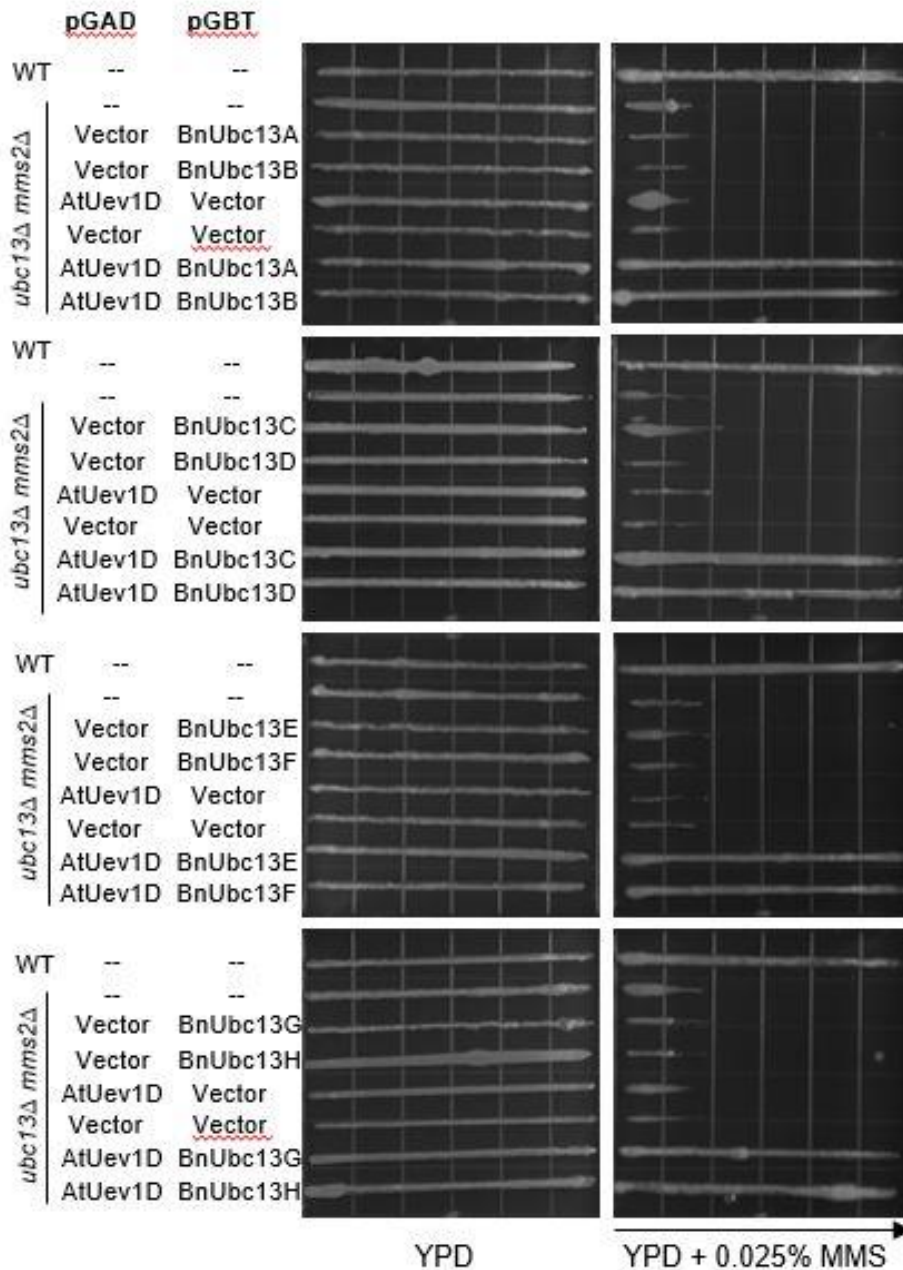 pGAD pGBT
WT -- --
ubc13Δ mms2Δ
-- --
Vector BnUbc13A
Vector BnUbc13B
AtUev1D Vector
Vector Vector
AtUev1D BnUbc13A
AtUev1D BnUbc13B
WT
-- --
ubc13Δ mms2Δ
-- --
Vector BnUbc13C
Vector BnUbc13D
AtUev1D Vector
Vector Vector
AtUev1D BnUbc13C
AtUev1D BnUbc13D
WT -- --
ubc13Δ mms2Δ
-- --
Vector BnUbc13E
Vector BnUbc13F
AtUev1D Vector
Vector Vector
AtUev1D BnUbc13E
AtUev1D BnUbc13F
WT -- --
ubc13Δ mms2Δ
-- --
Vector BnUbc13G
Vector BnUbc13H
AtUev1D Vector
Vector Vector
AtUev1D BnUbc13G
AtUev1D BnUbc13H
YPD YPD + 0.025% MMS